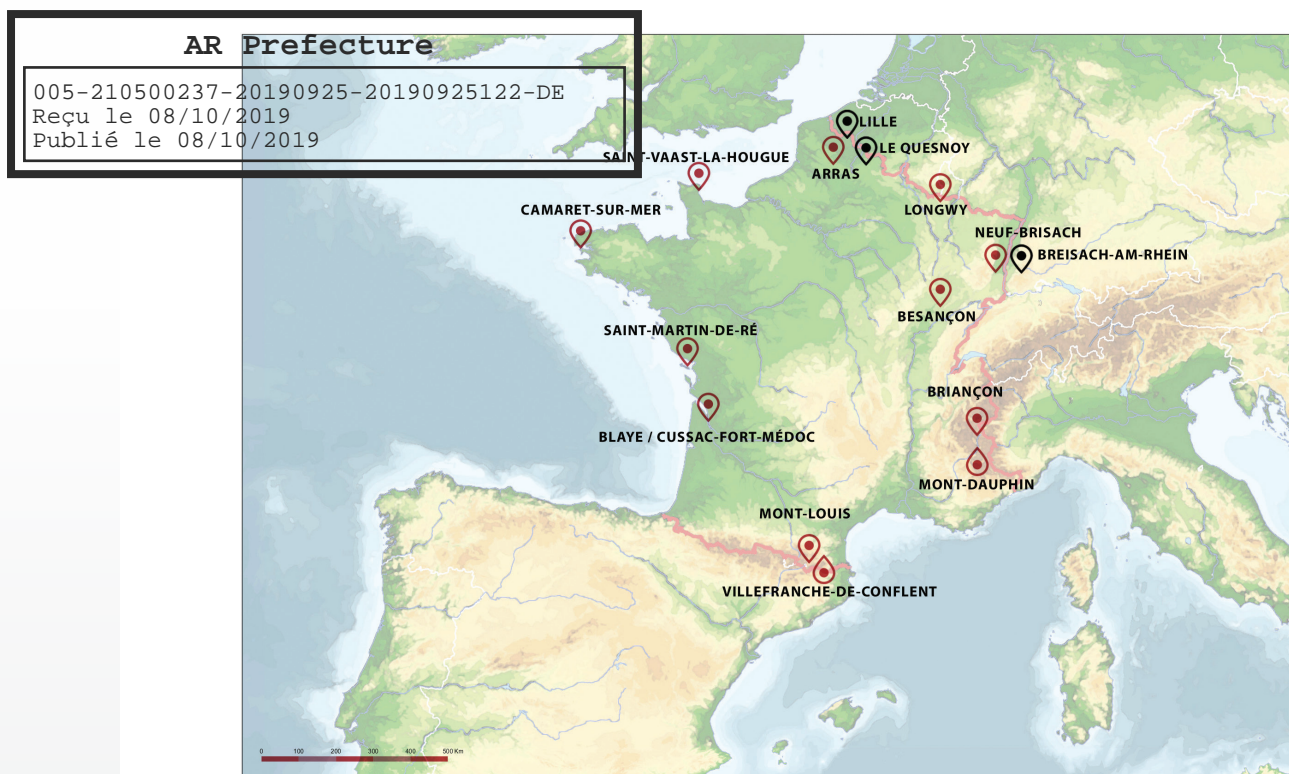 AR Prefecture
005-210500237-20190925-20190925122-DE
Reçu le 08/10/2019
Publié le 08/10/2019
LILLE
LE QUESNOY
SAINT-VAAST-LA-HOUGUE
ARRAS
CAMARET-SUR-MER
LONGWY
NEUF-BRISACH
BREISACH-AM-RHEIN
BESANÇON
SAINT-MARTIN-DE-RÉ
BRIANÇON
BLAYE / CUSSAC-FORT-MÉDOC
MONT-DAUPHIN
MONT-LOUIS
VILLEFRANCHE-DE-CONFLENT
0 100 200 300 400 500 Km